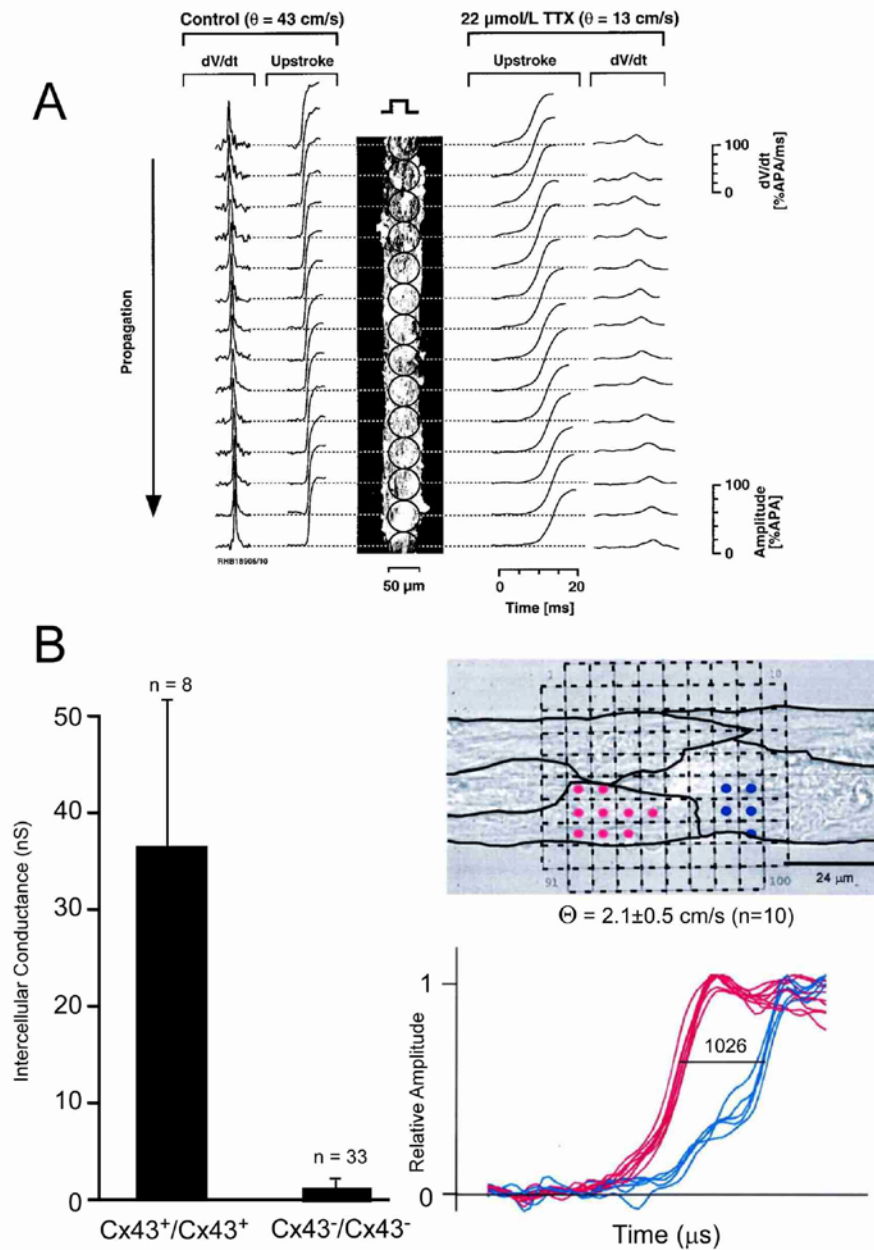 Control (θ = 43 cm/s)
22 µmol/L TTX (θ = 13 cm/s)
dV/dt
Upstroke
Upstroke
dV/dt
A
100
0
dV/dt
[%APA/ms]
Propagation
100
0
Amplitude
[%APA]
RHB18905/10
50 µm
0
20
Time [ms]
B
n = 8
50
40
30
20
10
0
Intercellular Conductance (nS)
n = 33
Cx43⁺/Cx43⁺
Cx43⁻/Cx43⁻
1
10
91
100
24 µm
Θ = 2.1±0.5 cm/s (n=10)
1
0
Relative Amplitude
1026
Time (µs)